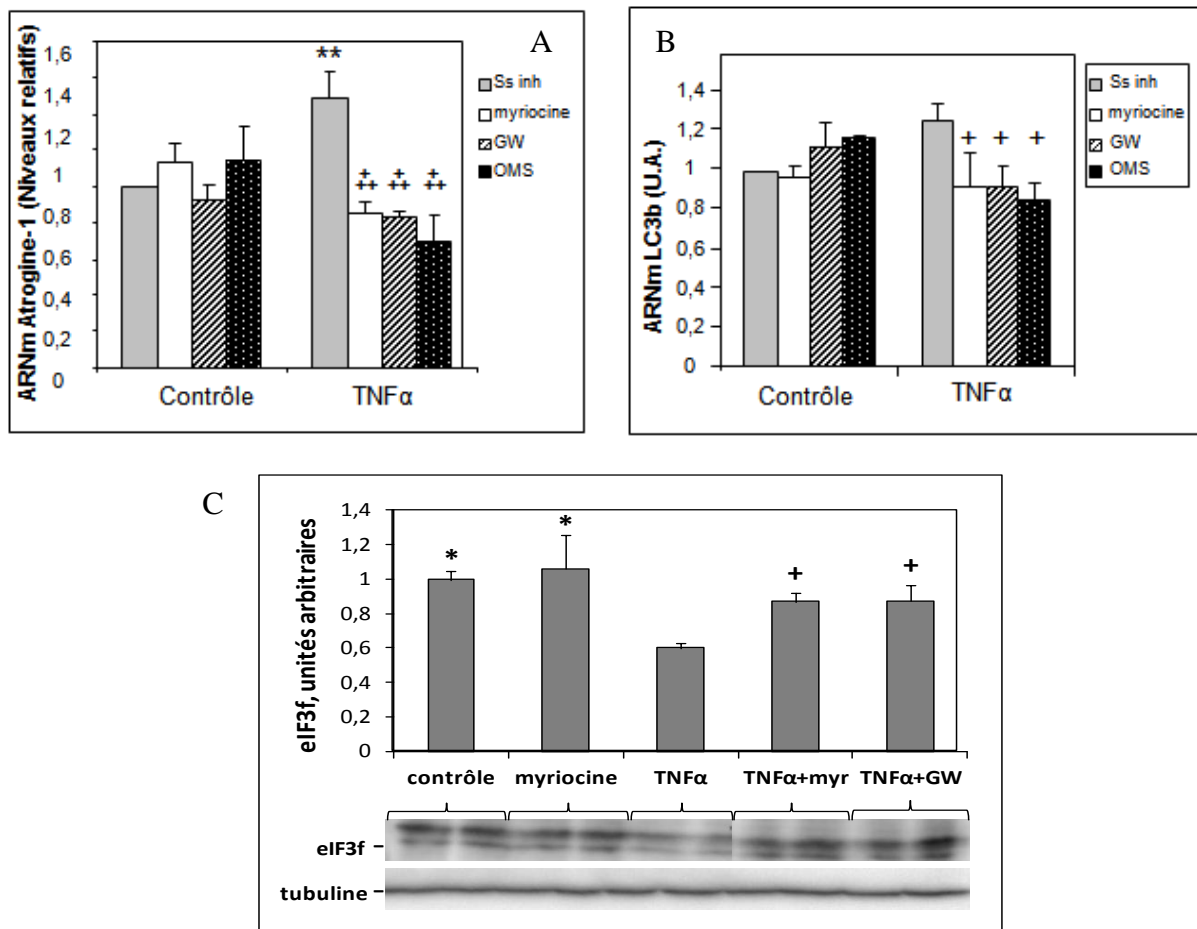 A
ARNm Atrogine-1 (Niveaux relatifs)
1,6
1,4
1,2
1
0,8
0,6
0,4
0,2
0
**
+
++
+
++
+
++
Contrôle
TNFα
Ss inh
myriocine
GW
OMS
B
ARNm LC3b (U.A.)
1,4
1,2
1
0,8
0,6
0,4
0,2
0
+ + +
Contrôle
TNFα
Ss inh
myriocine
GW
OMS
C
eIF3f, unités arbitraires
1,4
1,2
1
0,8
0,6
0,4
0,2
0
* * + +
contrôle myriocine TNFα TNFα+myr TNFα+GW
eIF3f
tubuline